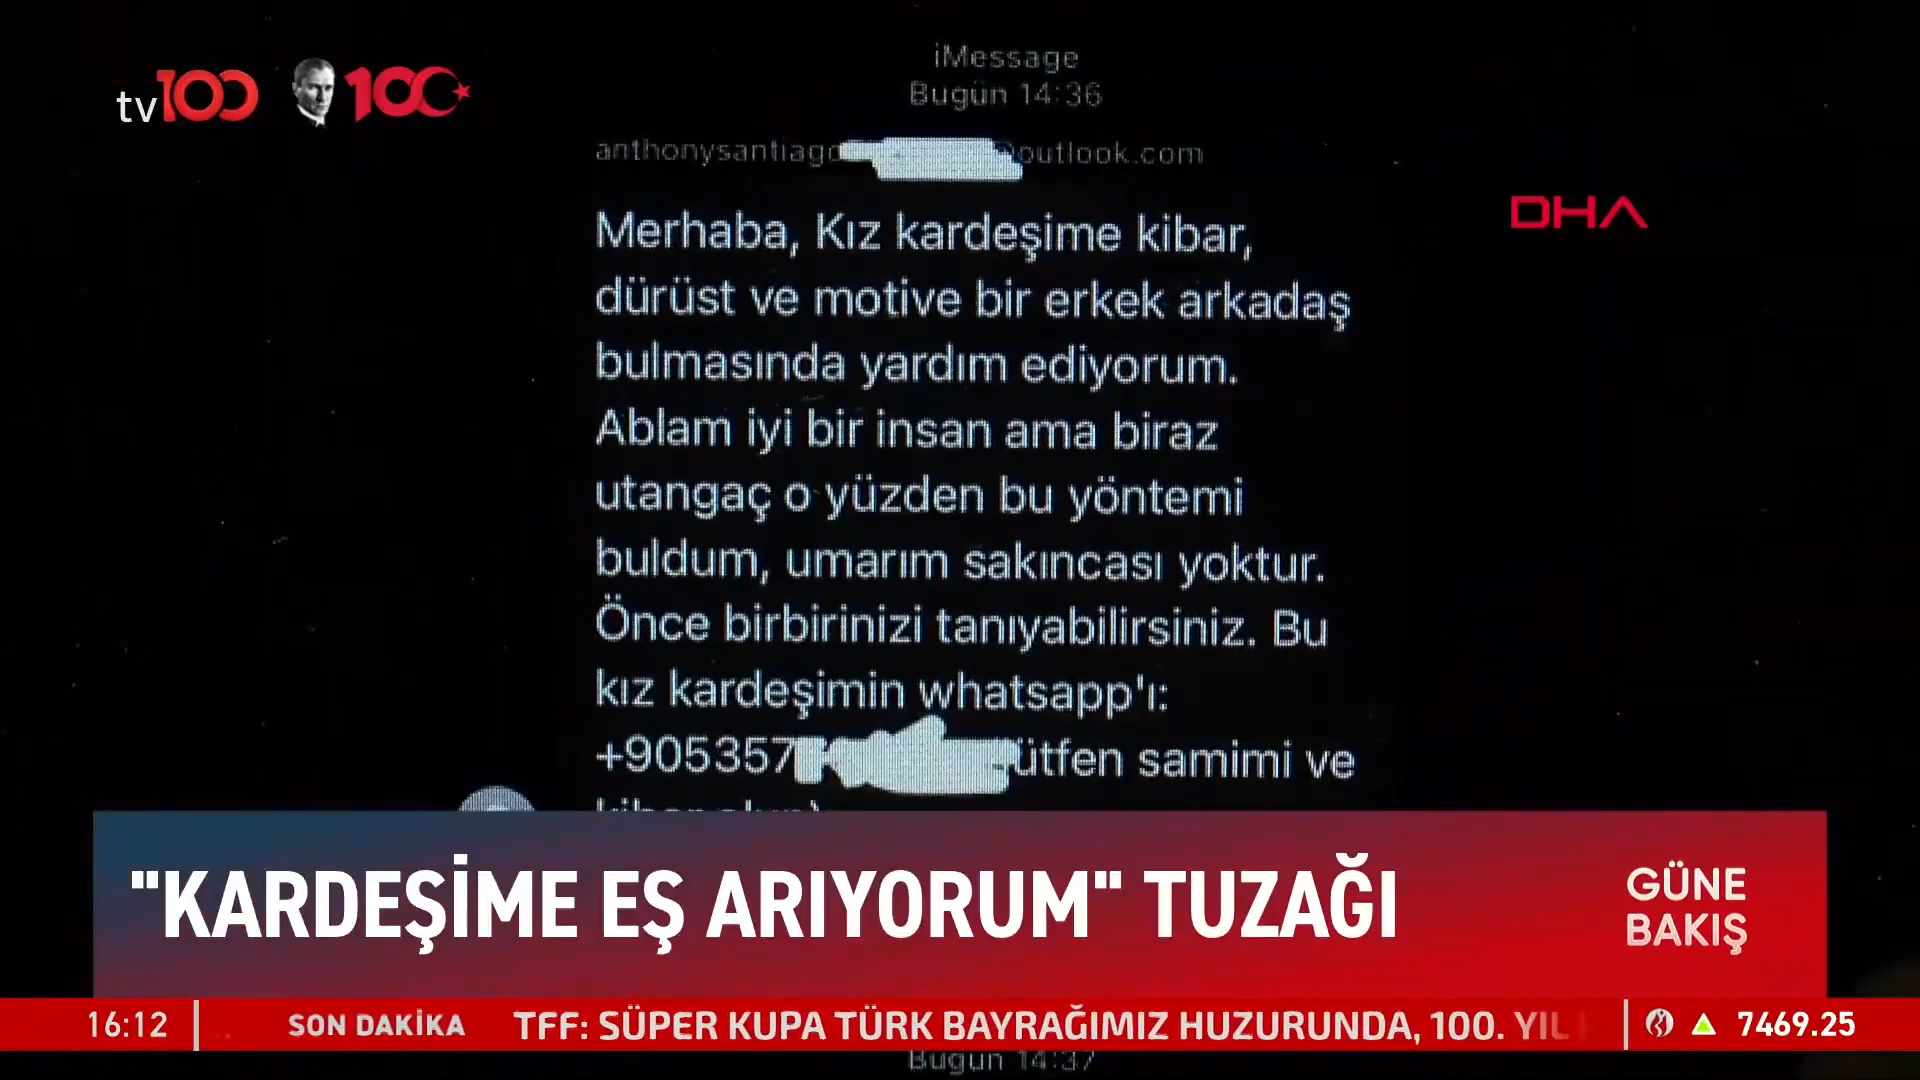 iMessage
Bugün 14:36
tv100
100
anthonysantiago @outlook.com
DHA
Merhaba, Kız kardeşime kibar,
dürüst ve motive bir erkek arkadaş
bulmasında yardım ediyorum.
Ablam iyi bir insan ama biraz
utangaç o yüzden bu yöntemi
buldum, umarım sakıncası yoktur.
Önce birbirinizi tanıyabilirsiniz. Bu
kız kardeşimin whatsapp'ı:
+905357 ütfen samimi ve
"KARDEŞİME EŞ ARIYORUM" TUZAĞI
GÜNE
BAKIŞ
16:12 .. SON DAKİKA TFF: SÜPER KUPA TÜRK BAYRAĞIMIZ HUZURUNDA, 100. YIL 7469.25
Bugün 14:37